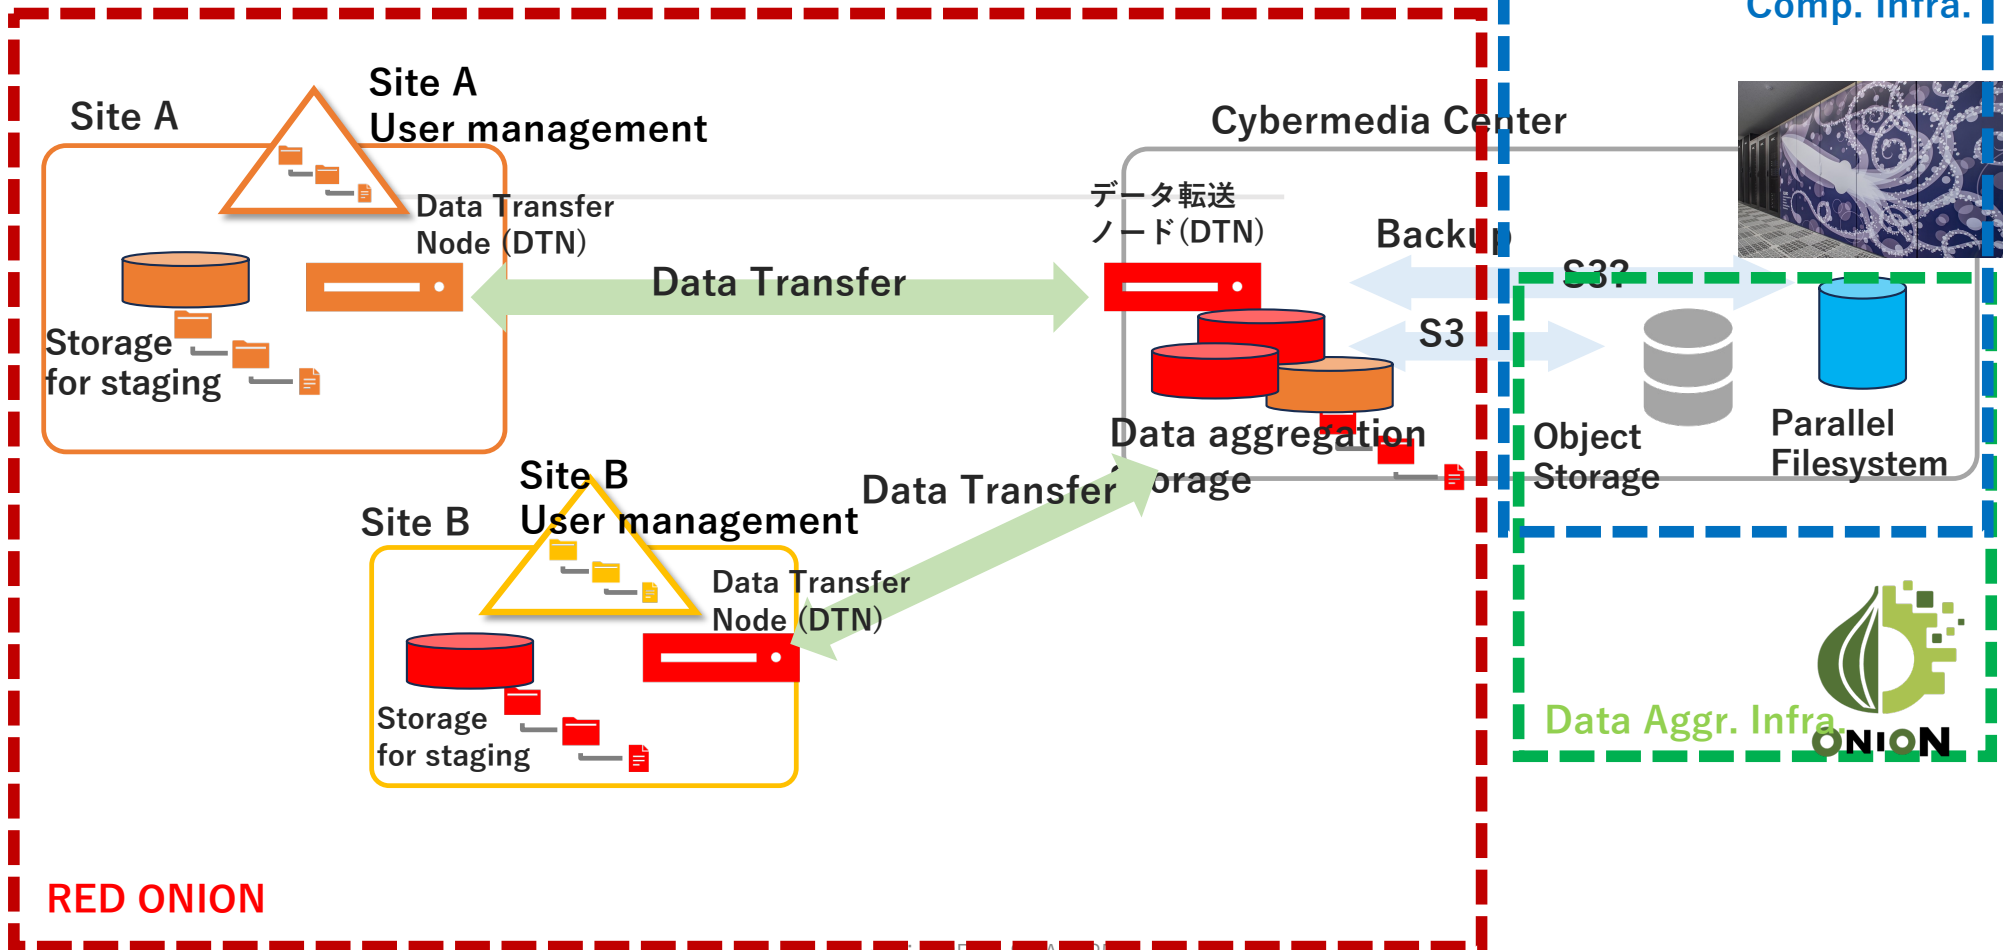 Comp. Infra.
Site A
Site A
User management
Cybermedia Center
Data Transfer
Node (DTN)
データ転送
ノード(DTN)
Backup
Data Transfer
S3?
S3
Storage
for staging
Data aggregation
Object
Storage
Parallel
Filesystem
Site B
User management
Site B
Data Transfer
Data Transfer
Node (DTN)
Storage
for staging
Data Aggr. Infra.
ONION
RED ONION